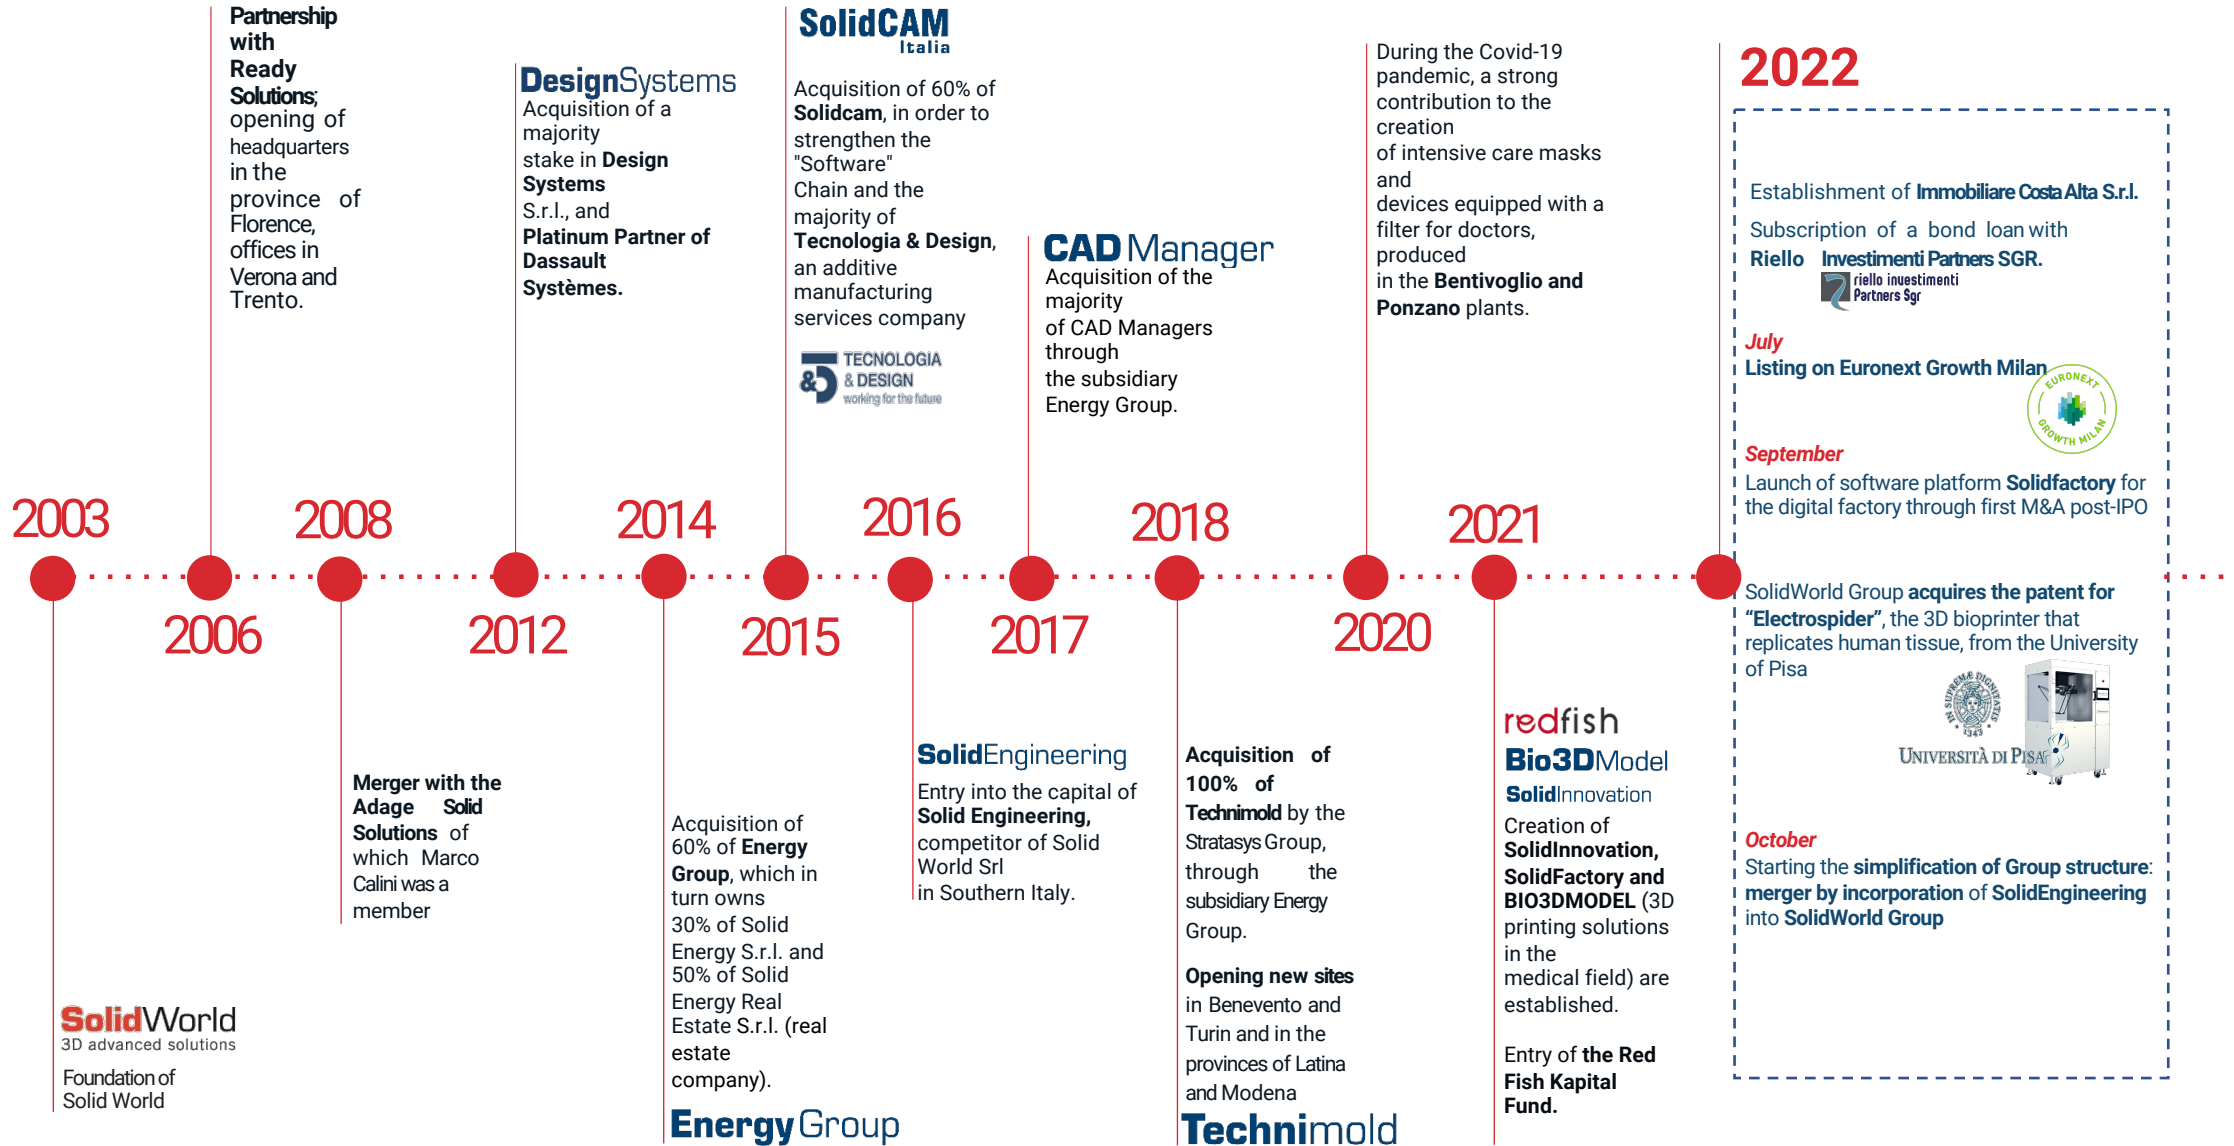 Partnership
with
Ready
Solutions;
opening of
headquarters
in the
province of
Florence,
offices in
Verona and
Trento.
DesignSystems
Acquisition of a
majority
stake in Design
Systems
S.r.l., and
Platinum Partner of
Dassault
Systèmes.
SolidCAM
Italia
Acquisition of 60% of
Solidcam, in order to
strengthen the
"Software"
Chain and the
majority of
Tecnologia & Design,
an additive
manufacturing
services company
TECNOLOGIA
& DESIGN
working for the future
CAD Manager
Acquisition of the
majority
of CAD Managers
through
the subsidiary
Energy Group.
During the Covid-19
pandemic, a strong
contribution to the
creation
of intensive care masks
and
devices equipped with a
filter for doctors,
produced
in the Bentivoglio and
Ponzano plants.
2022
Establishment of Immobiliare Costa Alta S.r.l.
Subscription of a bond loan with
Riello Investimenti Partners SGR.
riello investimenti
Partners Sgr
July
Listing on Euronext Growth Milan
EURONEXT
GROWTH MILAN
September
Launch of software platform Solidfactory for
the digital factory through first M&A post-IPO
SolidWorld Group acquires the patent for
“Electrospider”, the 3D bioprinter that
replicates human tissue, from the University
of Pisa
IN SUPREMÆ DIGNITATIS
1343
UNIVERSITÀ DI PISA
October
Starting the simplification of Group structure:
merger by incorporation of SolidEngineering
into SolidWorld Group
2003
2008
2014
2016
2018
2021
2006
2012
2015
2017
2020
SolidWorld
3D advanced solutions
Foundation of
Solid World
Merger with the
Adage Solid
Solutions of
which Marco
Calini was a
member
Acquisition of
60% of Energy
Group, which in
turn owns
30% of Solid
Energy S.r.l. and
50% of Solid
Energy Real
Estate S.r.l. (real
estate
company).
EnergyGroup
SolidEngineering
Entry into the capital of
Solid Engineering,
competitor of Solid
World Srl
in Southern Italy.
Acquisition of
100% of
Technimold by the
Stratasys Group,
through the
subsidiary Energy
Group.
Opening new sites
in Benevento and
Turin and in the
provinces of Latina
and Modena
Technimold
redfish
Bio3DModel
SolidInnovation
Creation of
SolidInnovation,
SolidFactory and
BIO3DMODEL (3D
printing solutions
in the
medical field) are
established.
Entry of the Red
Fish Kapital
Fund.